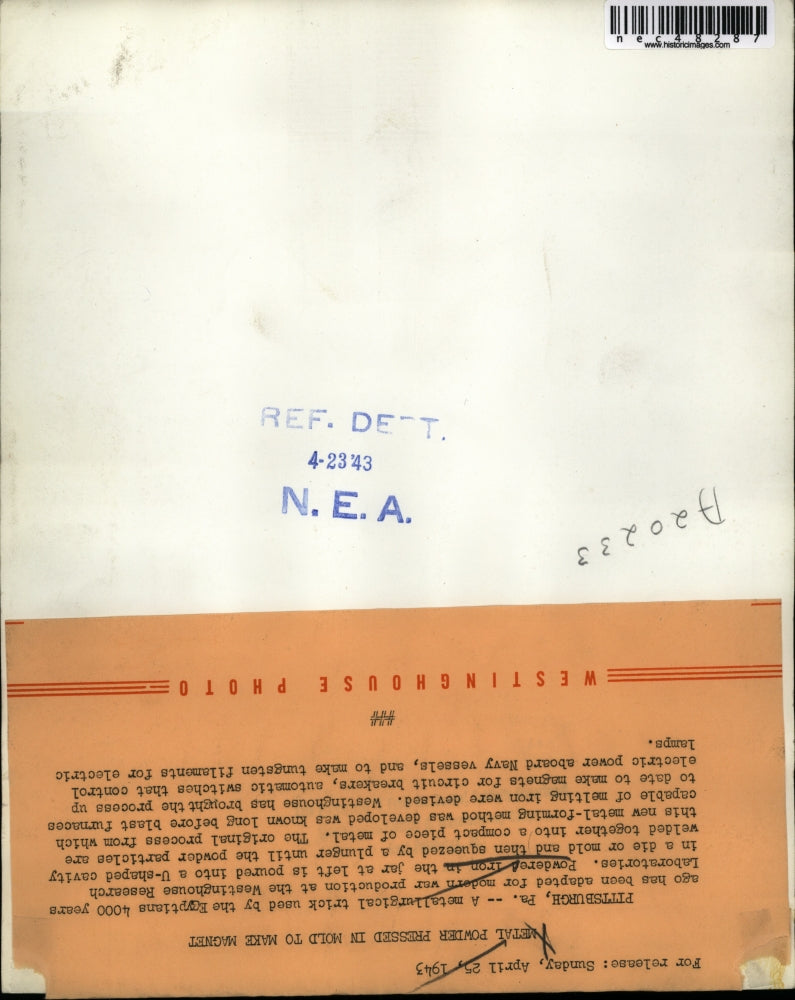 nec48287
www.historicimages.com
REF. DEPT.
4-23'43
N. E. A.
A20233
For release: Sunday, April 25, 1943
METAL POWDER PRESSED IN MOLD TO MAKE MAGNET
PITTSBURGH, Pa. -- A metallurgical trick used by the Egyptians 4000 years
ago has been adapted for modern war production at the Westinghouse Research
Laboratories. Powdered iron in the jar at left is poured into a U-shaped cavity
in a die or mold and then squeezed by a plunger until the powder particles are
welded together into a compact piece of metal. The original process from which
this new metal-forming method was developed was known long before blast furnaces
capable of melting iron were devised. Westinghouse has brought the process up
to date to make magnets for circuit breakers, automatic switches that control
electric power aboard Navy vessels, and to make tungsten filaments for electric
lamps.
###
WESTINGHOUSE PHOTO